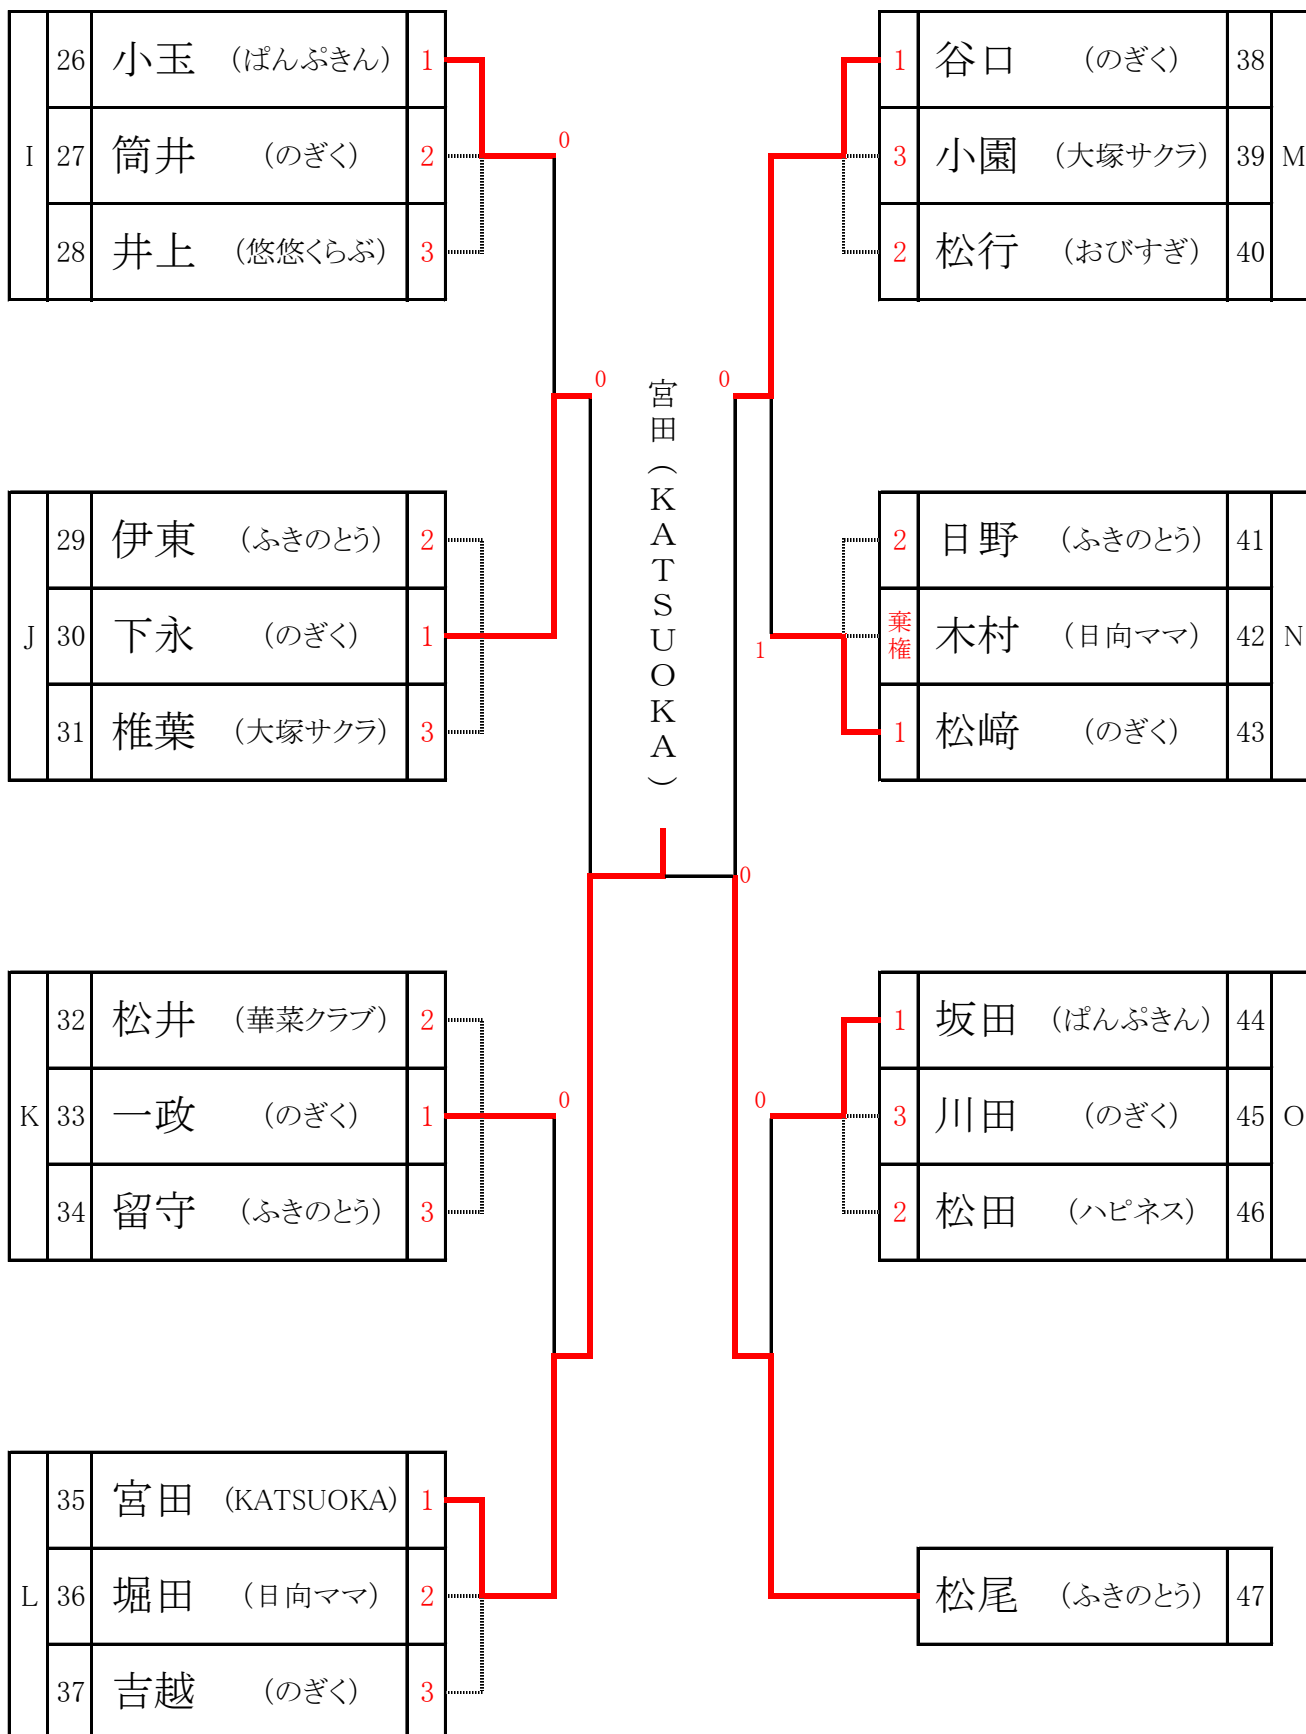 I
26 小玉 (ぱんぷきん) 1
27 筒井 (のぎく) 2
28 井上 (悠悠くらぶ) 3
0
J
29 伊東 (ふきのとう) 2
30 下永 (のぎく) 1
31 椎葉 (大塚サクラ) 3
0
K
32 松井 (華菜クラブ) 2
33 一政 (のぎく) 1
34 留守 (ふきのとう) 3
0
L
35 宮田 (KATSUOKA) 1
36 堀田 (日向ママ) 2
37 吉越 (のぎく) 3
宮田(KATSUOKA)
0
1 谷口 (のぎく) 38
3 小園 (大塚サクラ) 39
2 松行 (おびすぎ) 40
M
0
2 日野 (ふきのとう) 41
棄権 木村 (日向ママ) 42
1 松﨑 (のぎく) 43
N
1
1 坂田 (ぱんぷきん) 44
3 川田 (のぎく) 45
2 松田 (ハピネス) 46
O
0
松尾 (ふきのとう) 47